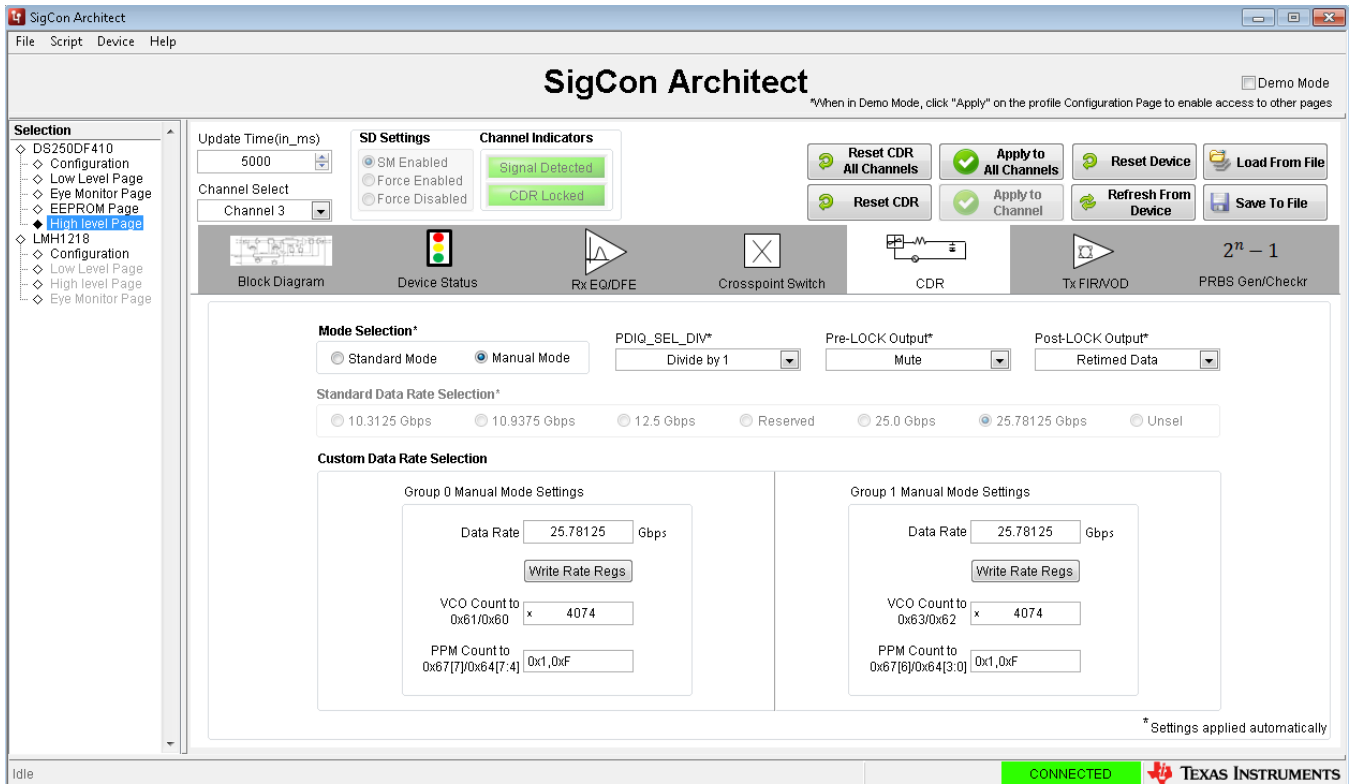 SigCon Architect
File Script Device Help
SigCon Architect
Demo Mode
*When in Demo Mode, click "Apply" on the profile Configuration Page to enable access to other pages
Selection
DS250DF410
Configuration
Low Level Page
Eye Monitor Page
EEPROM Page
High level Page
LMH1218
Configuration
Low Level Page
High level Page
Eye Monitor Page
Update Time(in_ms)
5000
Channel Select
Channel 3
SD Settings
SM Enabled
Force Enabled
Force Disabled
Channel Indicators
Signal Detected
CDR Locked
Reset CDR
All Channels
Apply to
All Channels
Reset Device
Load From File
Reset CDR
Apply to
Channel
Refresh From
Device
Save To File
Block Diagram
Device Status
Rx EQ/DFE
Crosspoint Switch
CDR
Tx FIR/VOD
2ⁿ − 1
PRBS Gen/Checkr
Mode Selection*
Standard Mode Manual Mode
PDIQ_SEL_DIV*
Divide by 1
Pre-LOCK Output*
Mute
Post-LOCK Output*
Retimed Data
Standard Data Rate Selection*
10.3125 Gbps 10.9375 Gbps 12.5 Gbps Reserved 25.0 Gbps 25.78125 Gbps Unsel
Custom Data Rate Selection
Group 0 Manual Mode Settings
Data Rate 25.78125 Gbps
Write Rate Regs
VCO Count to
0x61/0x60
x 4074
PPM Count to
0x67[7]/0x64[7:4]
0x1,0xF
Group 1 Manual Mode Settings
Data Rate 25.78125 Gbps
Write Rate Regs
VCO Count to
0x63/0x62
x 4074
PPM Count to
0x67[6]/0x64[3:0]
0x1,0xF
*Settings applied automatically
Idle
CONNECTED
TEXAS INSTRUMENTS